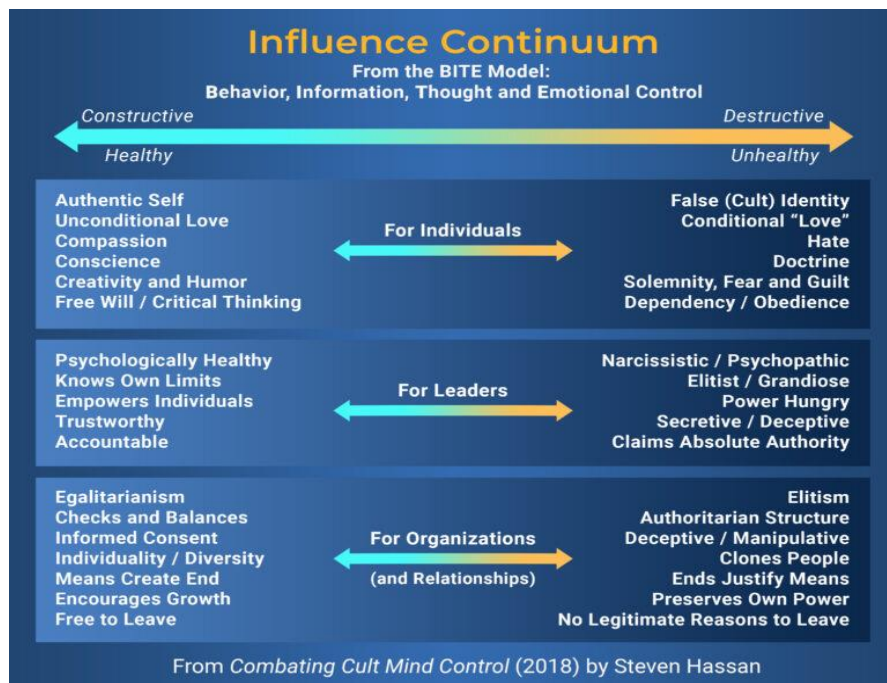 Influence Continuum
From the BITE Model:
Behavior, Information, Thought and Emotional Control
Constructive
Destructive
Healthy
Unhealthy
Authentic Self
Unconditional Love
Compassion
Conscience
Creativity and Humor
Free Will / Critical Thinking
For Individuals
False (Cult) Identity
Conditional “Love”
Hate
Doctrine
Solemnity, Fear and Guilt
Dependency / Obedience
Psychologically Healthy
Knows Own Limits
Empowers Individuals
Trustworthy
Accountable
For Leaders
Narcissistic / Psychopathic
Elitist / Grandiose
Power Hungry
Secretive / Deceptive
Claims Absolute Authority
Egalitarianism
Checks and Balances
Informed Consent
Individuality / Diversity
Means Create End
Encourages Growth
Free to Leave
For Organizations
(and Relationships)
Elitism
Authoritarian Structure
Deceptive / Manipulative
Clones People
Ends Justify Means
Preserves Own Power
No Legitimate Reasons to Leave
From Combating Cult Mind Control (2018) by Steven Hassan